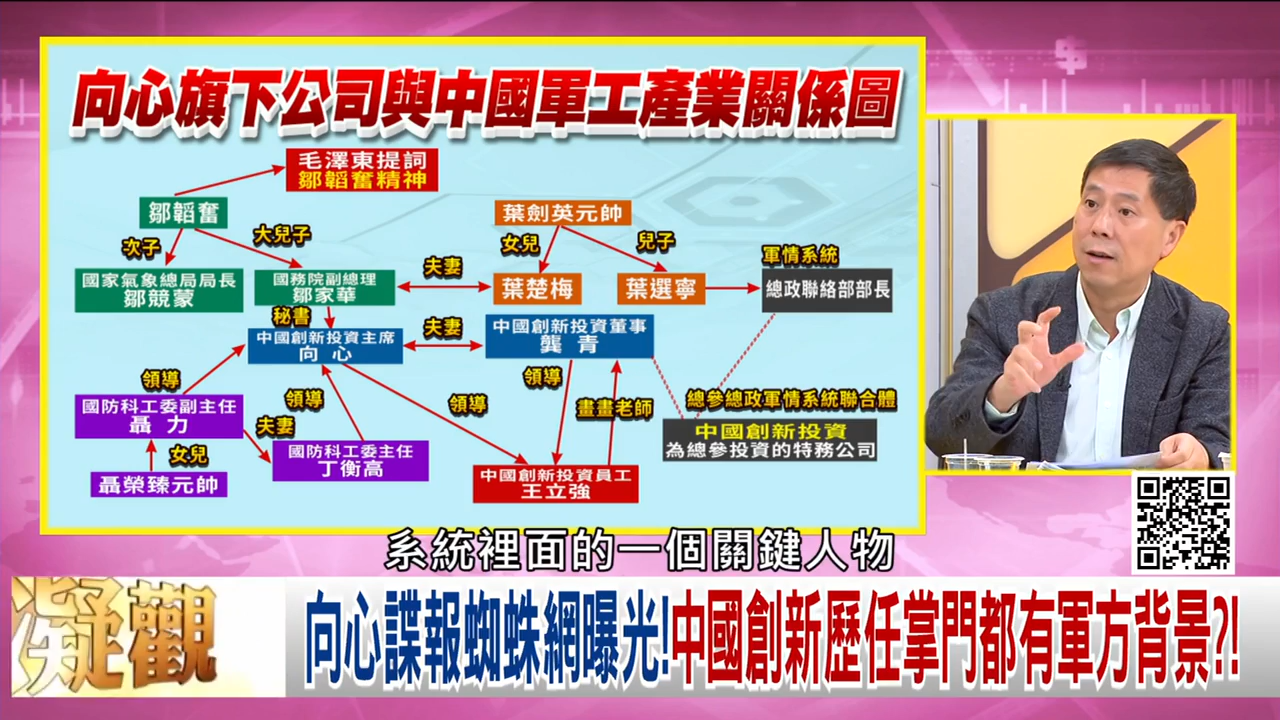 向心旗下公司與中國軍工產業關係圖
毛澤東提詞
鄒韜奮精神
鄒韜奮
葉劍英元帥
次子
大兒子
女兒
兒子
軍情系統
國家氣象總局局長
鄒競蒙
國務院副總理
鄒家華
夫妻
葉楚梅
葉選寧
總政聯絡部部長
秘書
中國創新投資主席
向 心
夫妻
中國創新投資董事
龔 青
領導
領導
領導
領導
畫畫老師
總參總政軍情系統聯合體
國防科工委副主任
聶 力
夫妻
國防科工委主任
丁衡高
中國創新投資
為總參投資的特務公司
女兒
聶榮臻元帥
中國創新投資員工
王立強
系統裡面的一個關鍵人物
凝觀
向心諜報蜘蛛網曝光!中國創新歷任掌門都有軍方背景?!